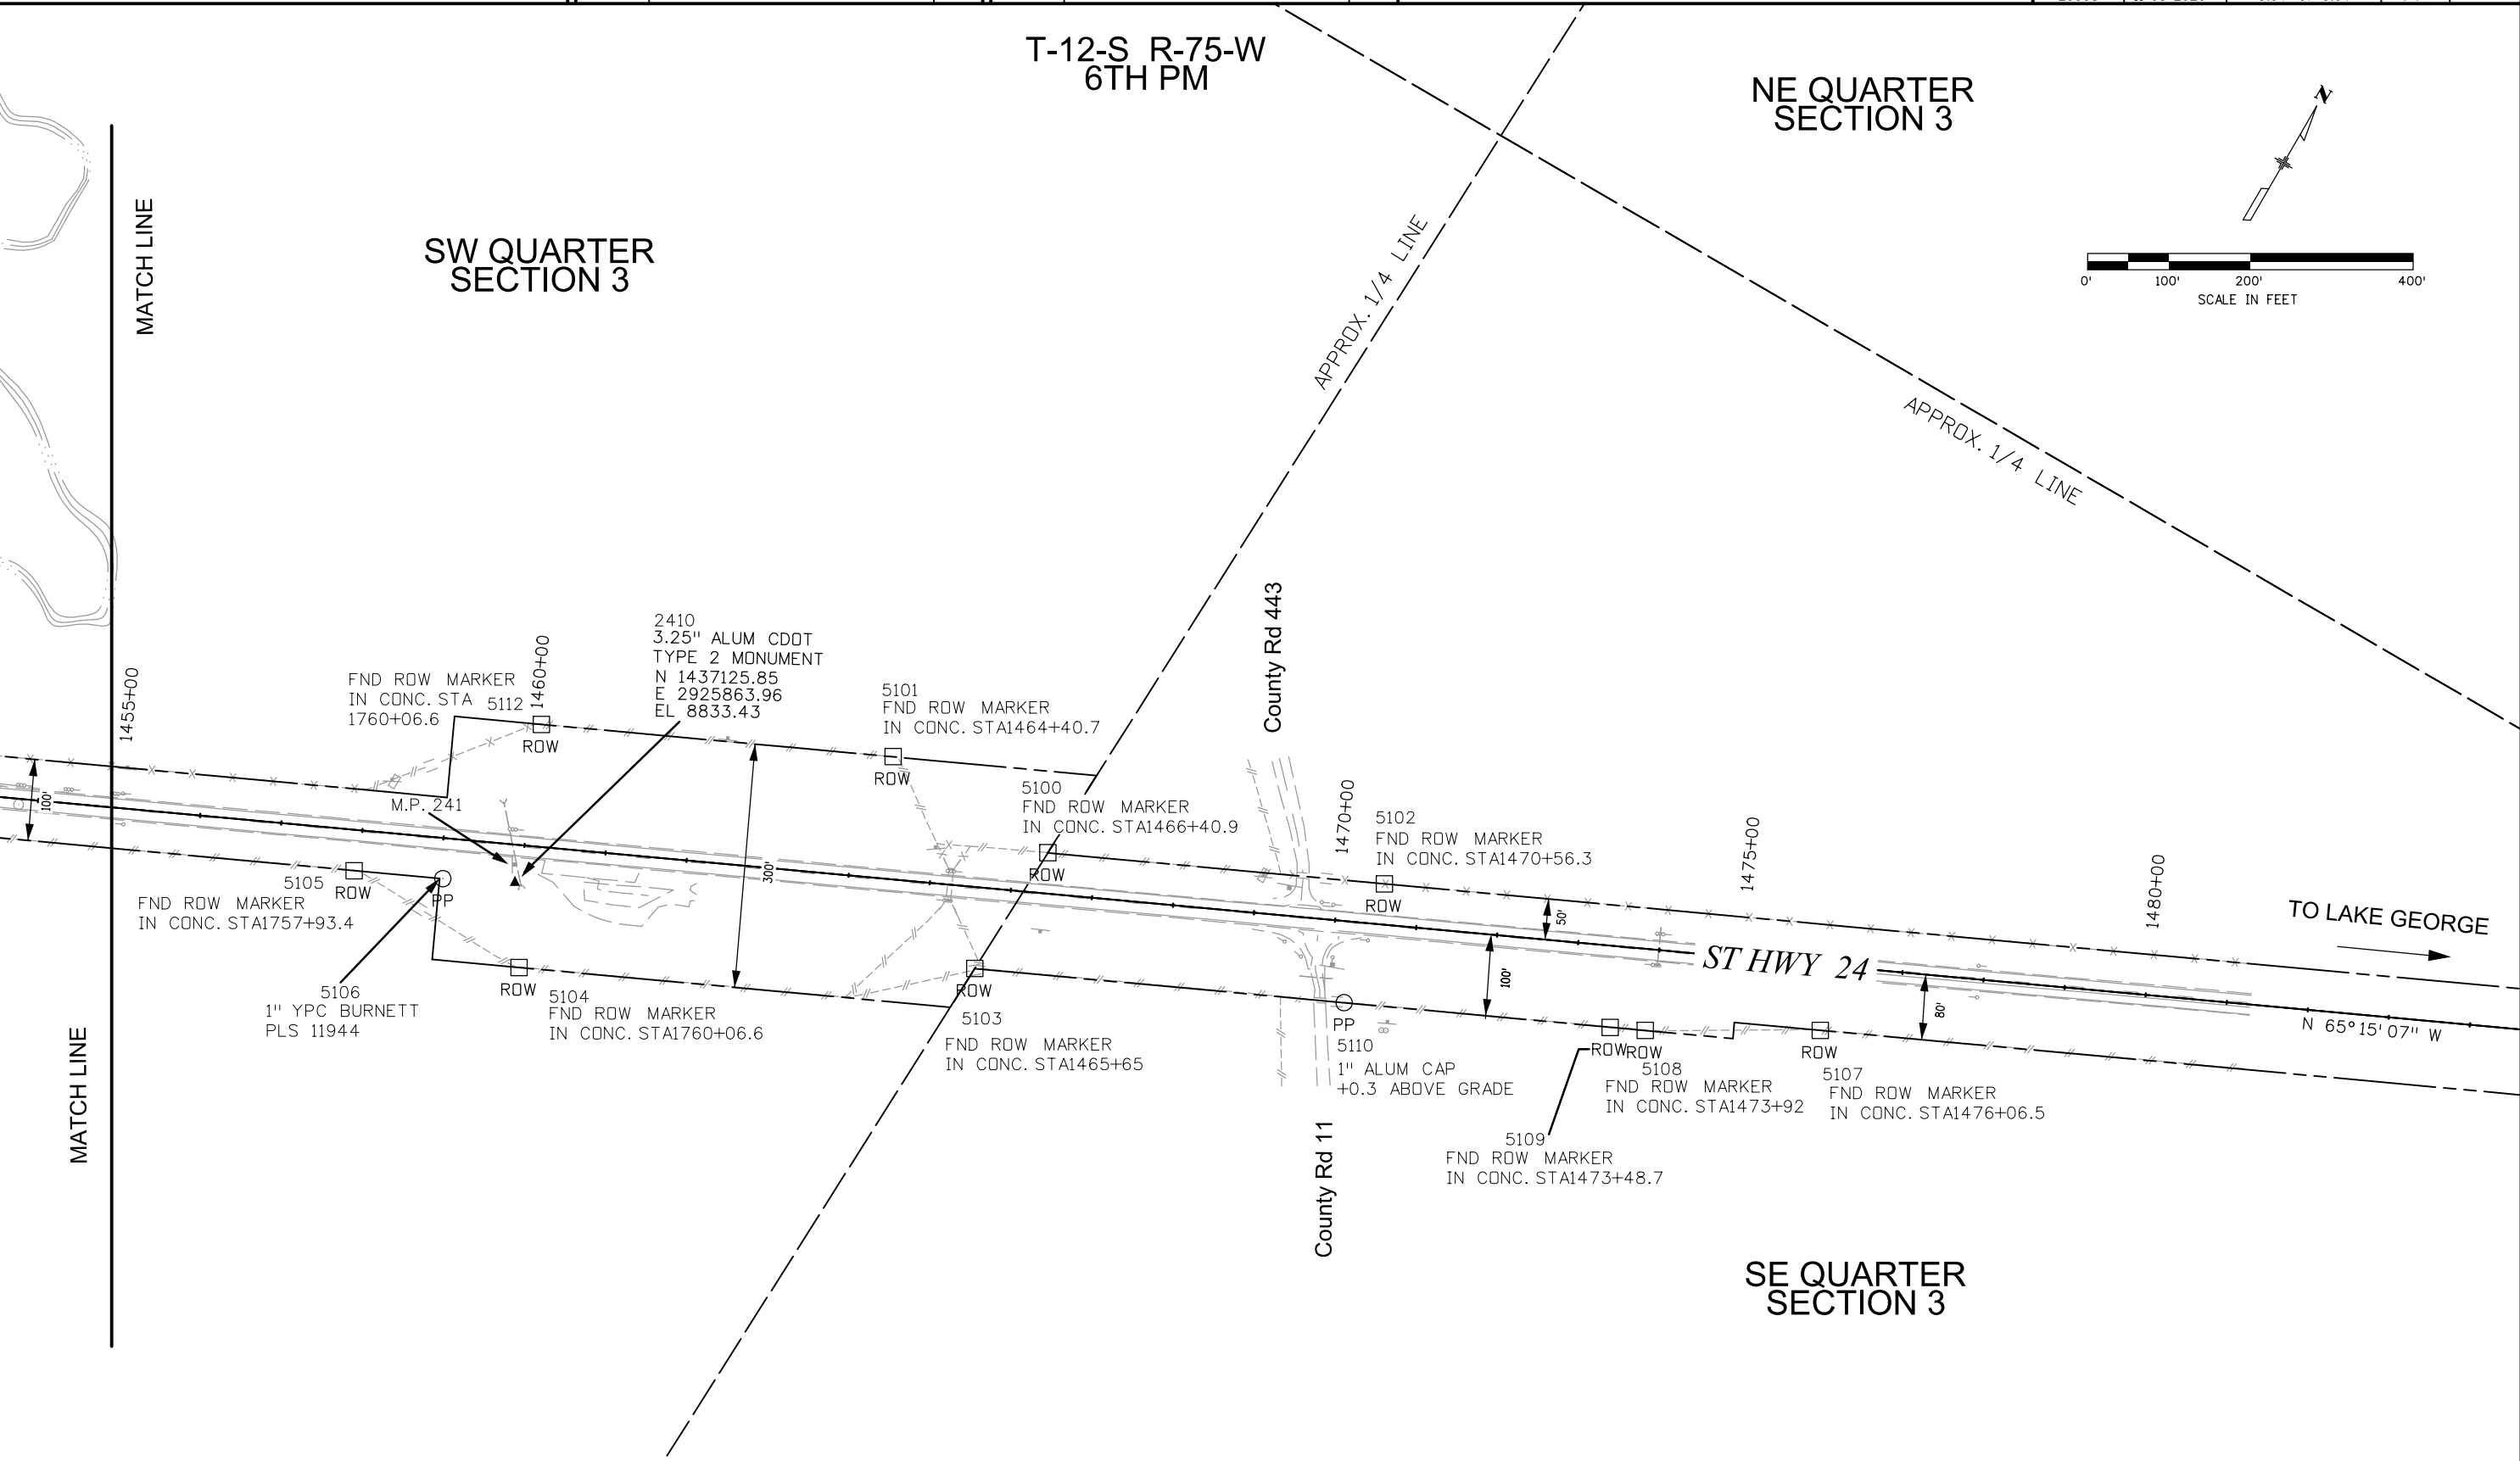 T-12-S R-75-W
6TH PM
NE QUARTER
SECTION 3
N
0' 100' 200' 400'
SCALE IN FEET
MATCH LINE
SW QUARTER
SECTION 3
APPROX. 1/4 LINE
APPROX. 1/4 LINE
1455+00
FND ROW MARKER
IN CONC. STA 5112
1760+06.6
1460+00
ROW
2410
3.25" ALUM CDOT
TYPE 2 MONUMENT
N 1437125.85
E 2925863.96
EL 8833.43
5101
FND ROW MARKER
IN CONC. STA1464+40.7
ROW
County Rd 443
5100
FND ROW MARKER
IN CONC. STA1466+40.9
ROW
1470+00
5102
FND ROW MARKER
IN CONC. STA1470+56.3
ROW
1475+00
1480+00
TO LAKE GEORGE
100'
M.P. 241
300'
50'
100'
ST HWY 24
80'
N 65°15'07" W
5105
ROW
FND ROW MARKER
IN CONC. STA1757+93.4
PP
5106
1" YPC BURNETT
PLS 11944
ROW
5104
FND ROW MARKER
IN CONC. STA1760+06.6
ROW
5103
FND ROW MARKER
IN CONC. STA1465+65
PP
5110
1" ALUM CAP
+0.3 ABOVE GRADE
ROW
ROW
5108
FND ROW MARKER
IN CONC. STA1473+92
ROW
5107
FND ROW MARKER
IN CONC. STA1476+06.5
5109
FND ROW MARKER
IN CONC. STA1473+48.7
MATCH LINE
County Rd 11
SE QUARTER
SECTION 3